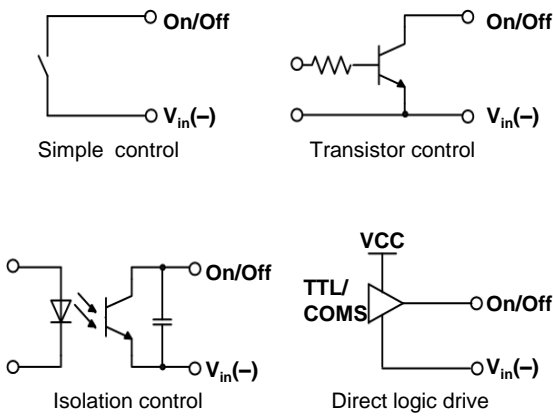 On/Off
Vin(–)
Simple control
On/Off
Vin(–)
Transistor control
On/Off
Vin(–)
Isolation control
VCC
TTL/
COMS
On/Off
Vin(–)
Direct logic drive